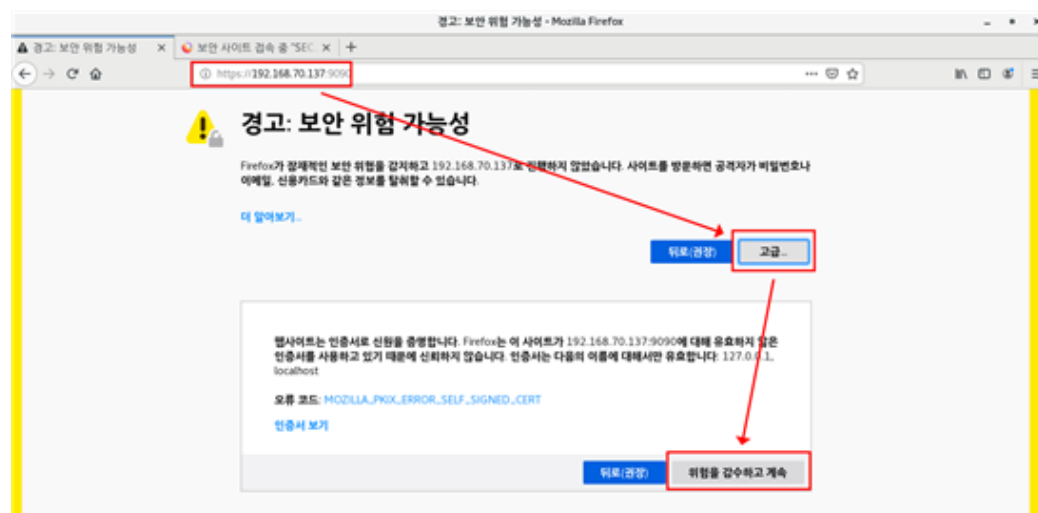 경고: 보안 위험 가능성 - Mozilla Firefox
경고: 보안 위험 가능성
보안 사이트 접속 중 "SEC.
https://192.168.70.137:9090
경고: 보안 위험 가능성
Firefox가 잠재적인 보안 위험을 감지하고 192.168.70.137로 진행하지 않았습니다. 사이트를 방문하면 공격자가 비밀번호나
이메일, 신용카드와 같은 정보를 탈취할 수 있습니다.
더 알아보기...
뒤로(권장)
고급...
웹사이트는 인증서로 신원을 증명합니다. Firefox는 이 사이트가 192.168.70.137:9090에 대해 유효하지 않은
인증서를 사용하고 있기 때문에 신뢰하지 않습니다. 인증서는 다음의 이름에 대해서만 유효합니다: 127.0.0.1,
localhost
오류 코드: MOZILLA_PKIX_ERROR_SELF_SIGNED_CERT
인증서 보기
뒤로(권장)
위험을 감수하고 계속